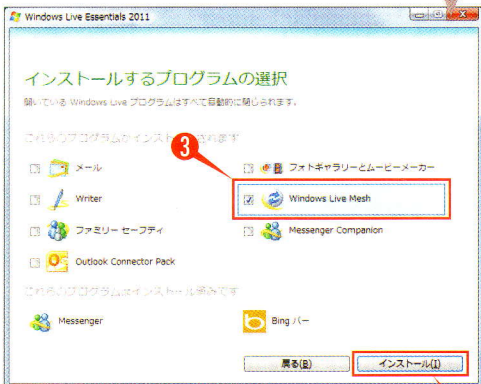 Windows Live Essentials 2011
インストールするプログラムの選択
開いている Windows Live プログラムはすべて自動的に閉じられます。
これらのプログラムがインストールされます
3
メール
フォトギャラリーとムービーメーカー
Writer
Windows Live Mesh
ファミリー セーフティ
Messenger Companion
Outlook Connector Pack
これらのプログラムはインストール済みです
Messenger
Bing バー
戻る(B)
インストール(I)